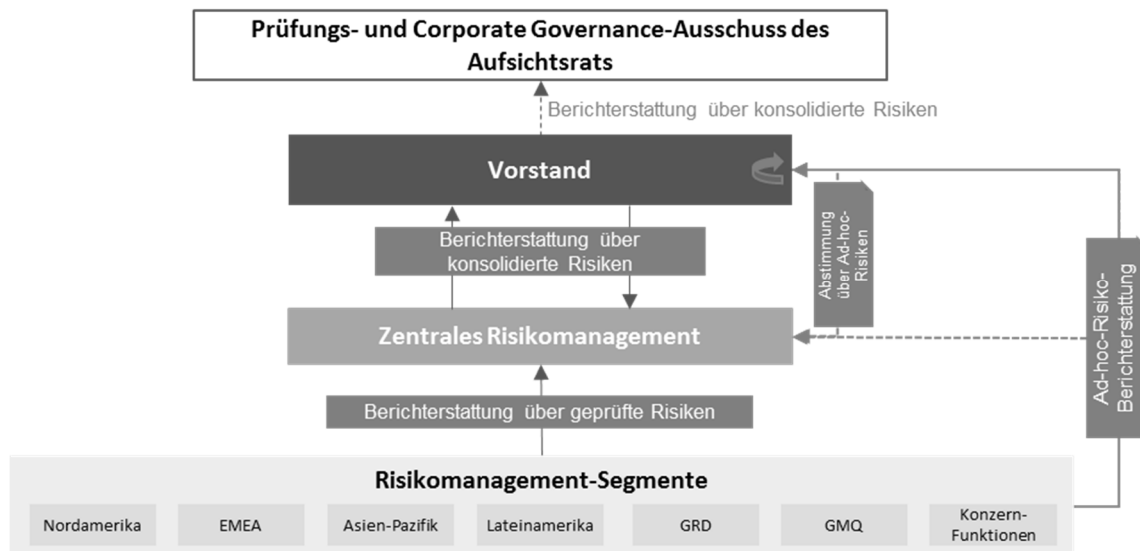 Prüfungs- und Corporate Governance-Ausschuss des
Aufsichtsrats
Berichterstattung über konsolidierte Risiken
Vorstand
Berichterstattung über
konsolidierte Risiken
Abstimmung
über Ad-hoc-
Risiken
Ad-hoc-Risiko-
Berichterstattung
Zentrales Risikomanagement
Berichterstattung über geprüfte Risiken
Risikomanagement-Segmente
Nordamerika
EMEA
Asien-Pazifik
Lateinamerika
GRD
GMQ
Konzern-
Funktionen